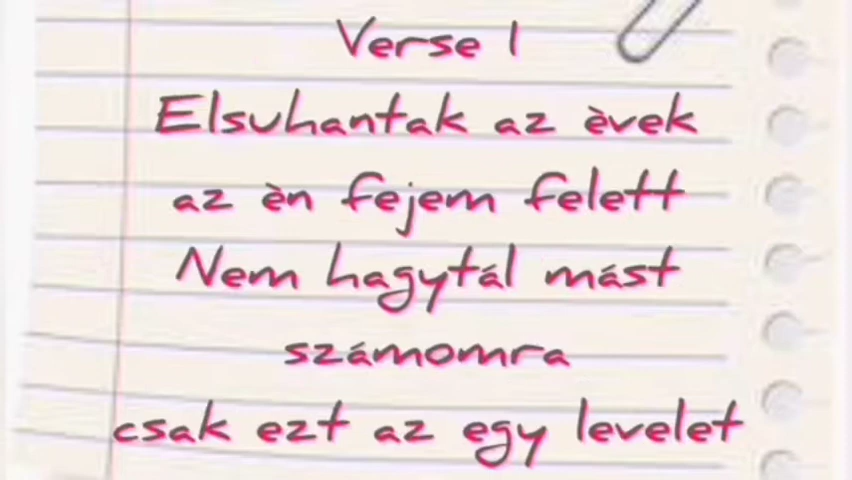 Verse 1
Elsuhantak az èvek
az èn fejem felett
Nem hagytál mást
számomra
csak ezt az egy levelet